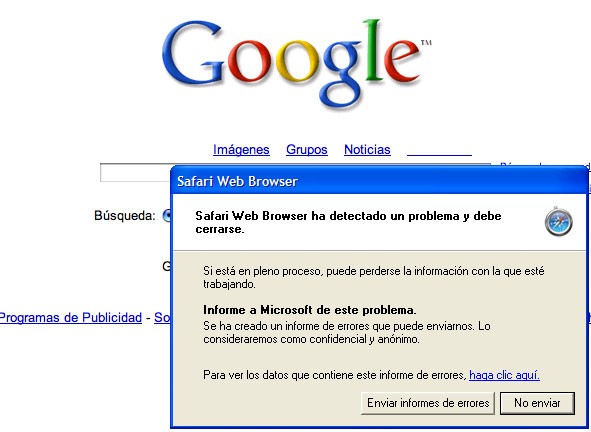 Google™
Imágenes Grupos Noticias
Safari Web Browser
Búsqueda:
Safari Web Browser ha detectado un problema y debe
cerrarse.
Si está en pleno proceso, puede perderse la información con la que esté
trabajando.
Programas de Publicidad - So
Informe a Microsoft de este problema.
Se ha creado un informe de errores que puede enviarnos. Lo
consideraremos como confidencial y anónimo.
Para ver los datos que contiene este informe de errores, haga clic aquí.
Enviar informes de errores No enviar